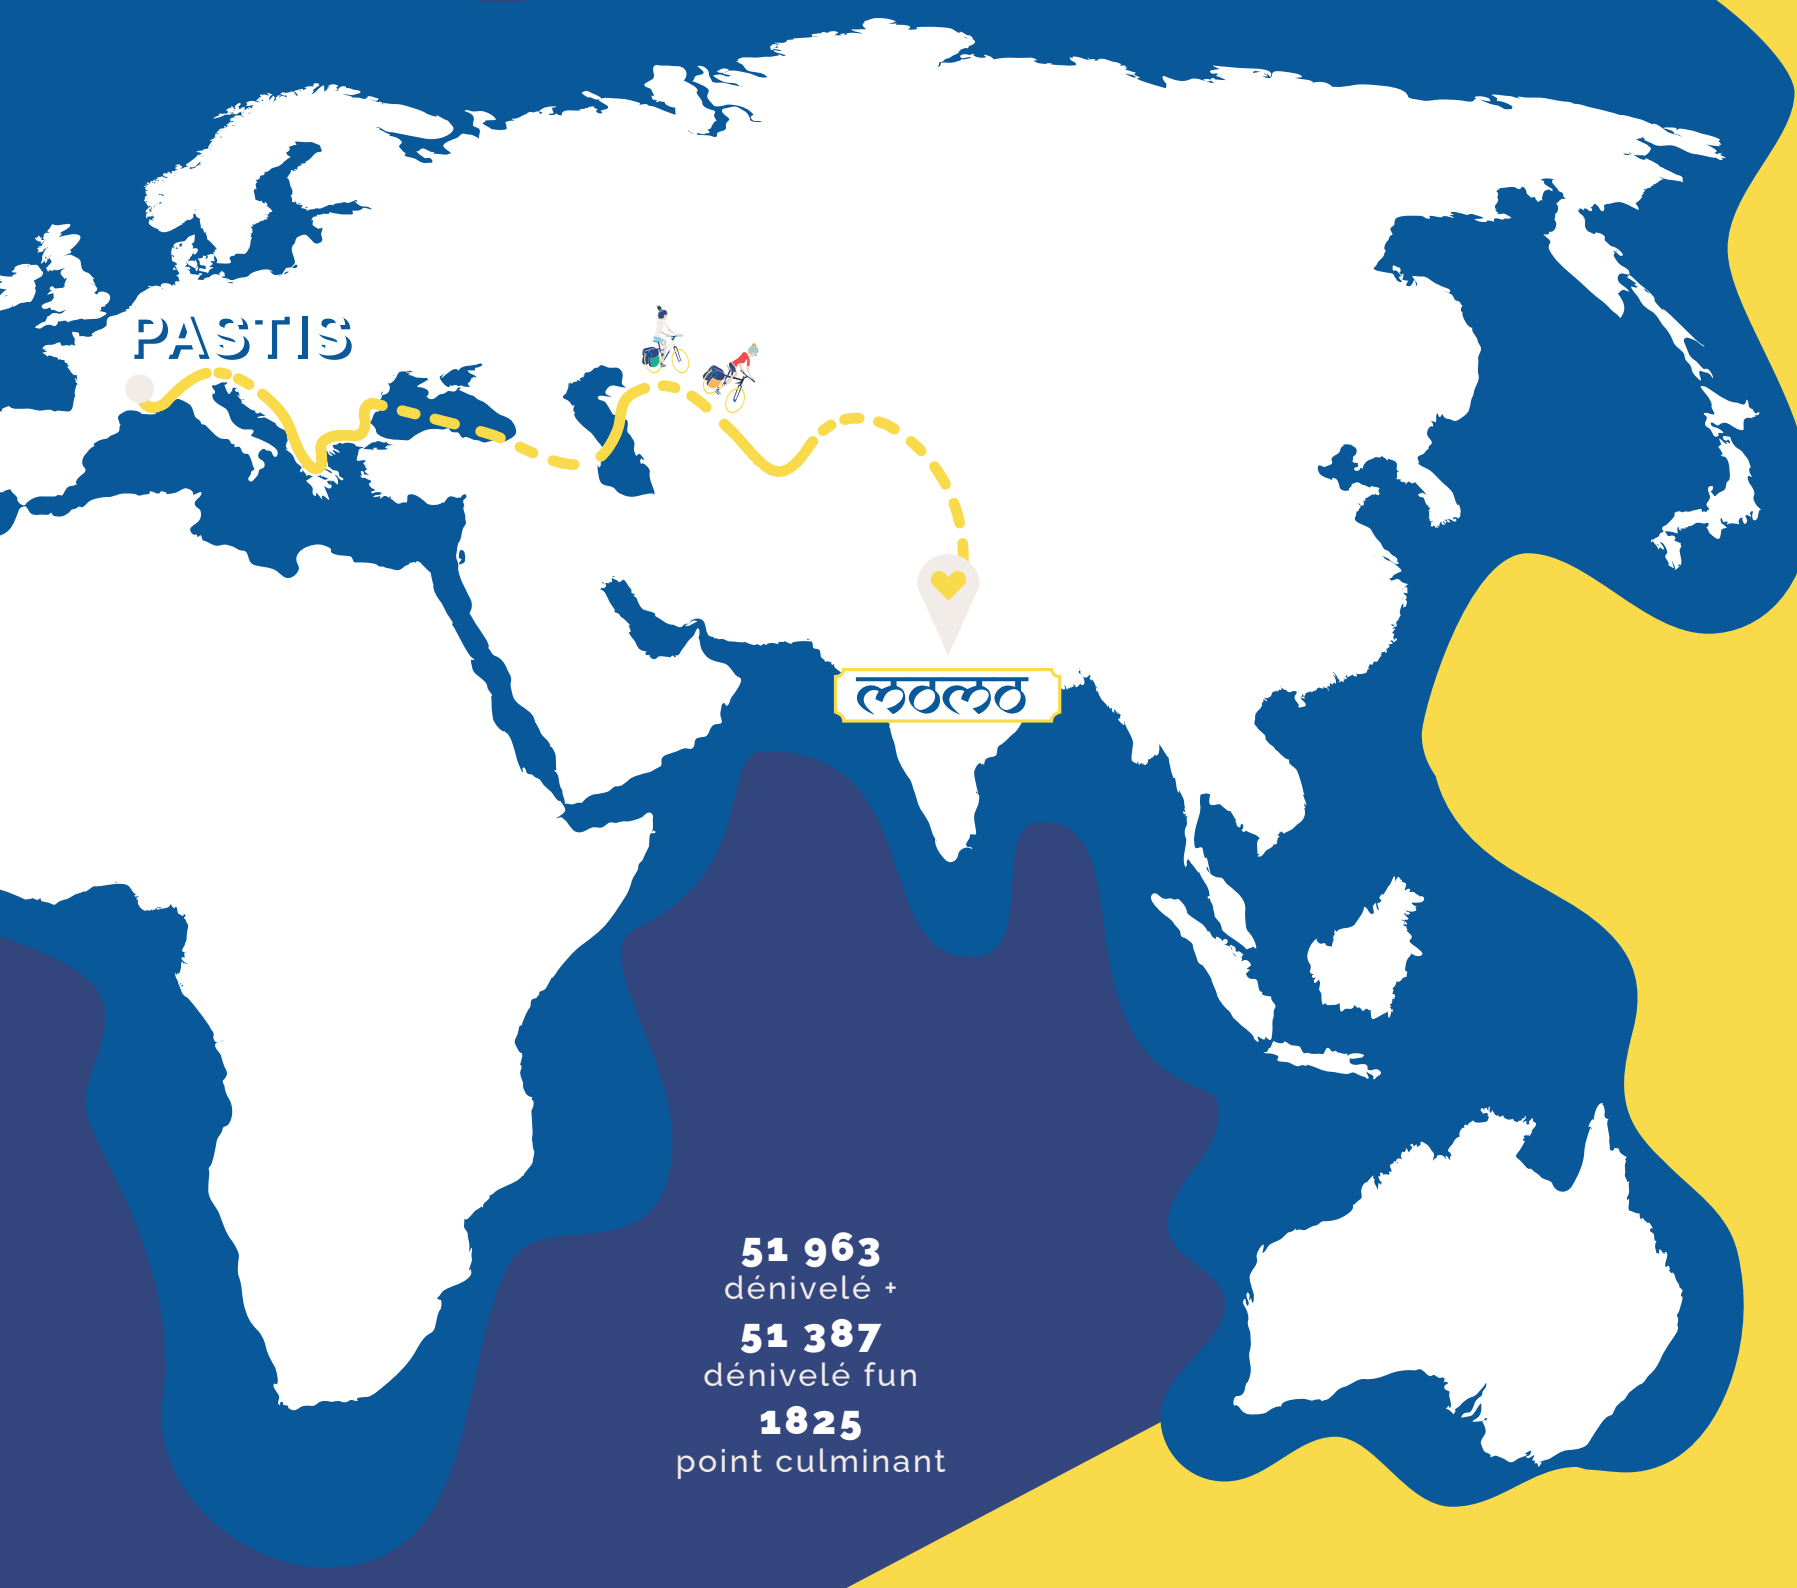 PASTIS
momo
51 963
dénivelé +
51 387
dénivelé fun
1825
point culminant